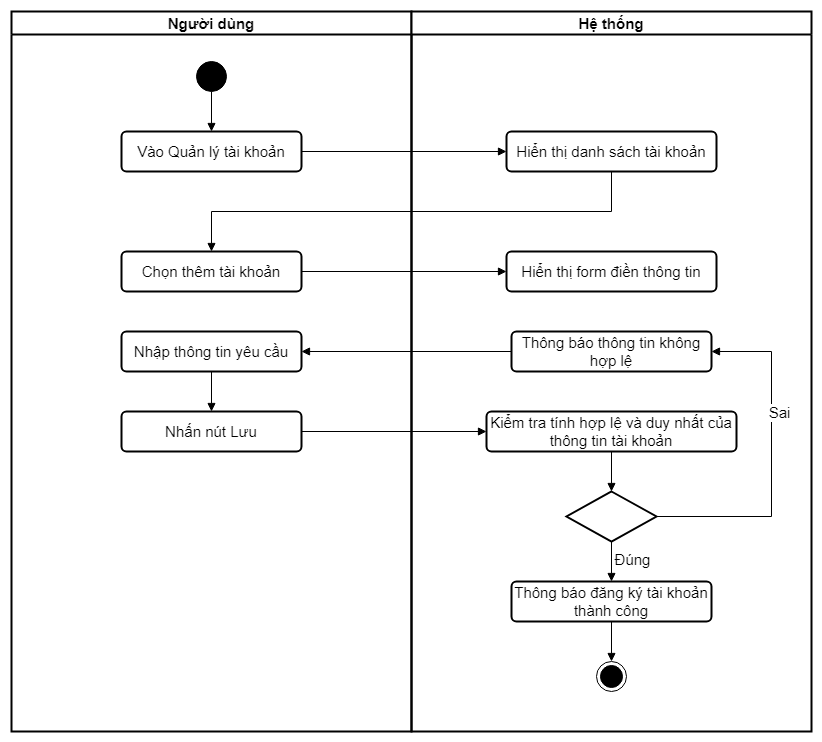 Người dùng
Hệ thống
Vào Quản lý tài khoản
Hiển thị danh sách tài khoản
Chọn thêm tài khoản
Hiển thị form điền thông tin
Nhập thông tin yêu cầu
Thông báo thông tin không
hợp lệ
Sai
Nhấn nút Lưu
Kiểm tra tính hợp lệ và duy nhất của
thông tin tài khoản
Đúng
Thông báo đăng ký tài khoản
thành công